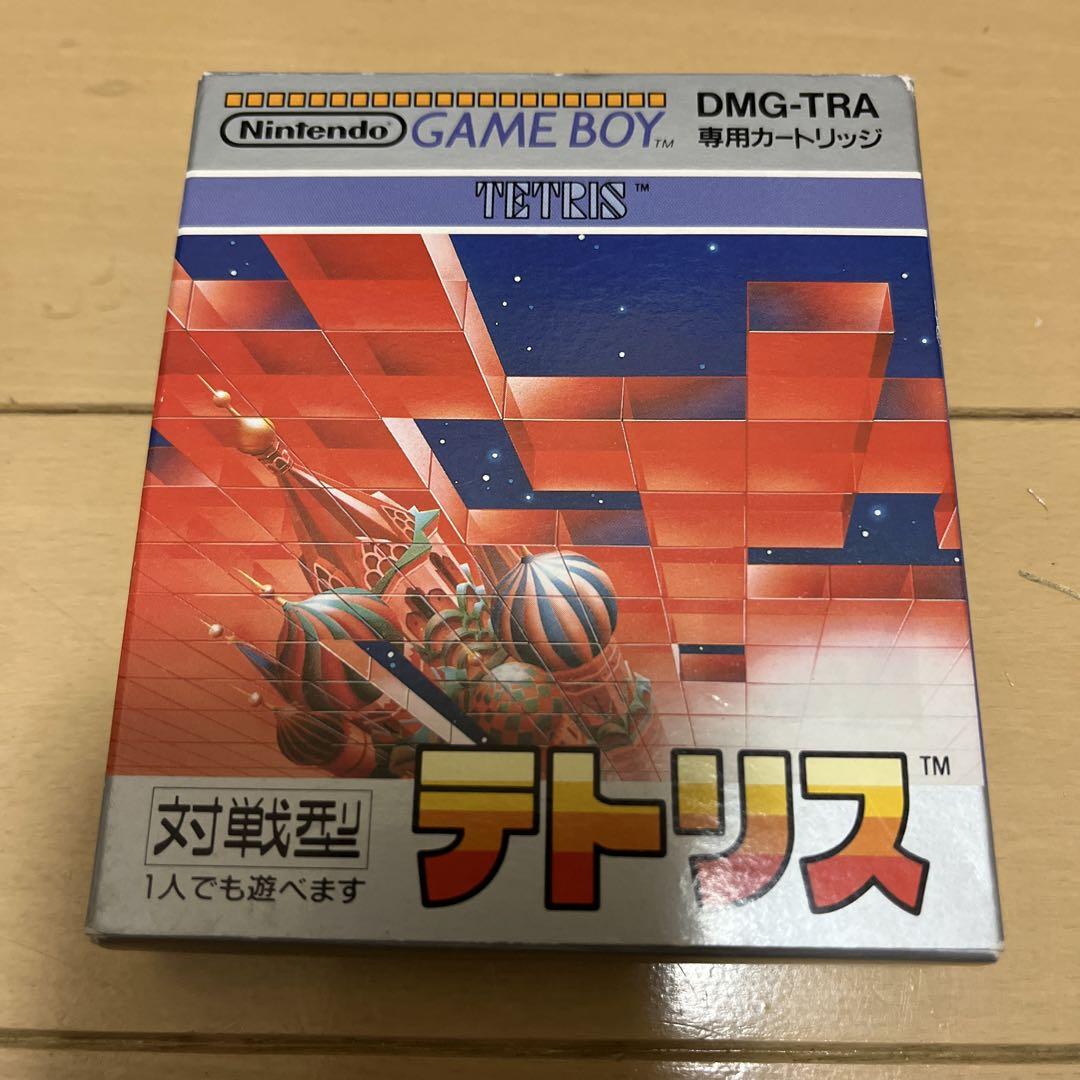 Nintendo GAME BOY™
DMG-TRA
専用カートリッジ
TETRIS™
対戦型
1人でも遊べます
テトリス™